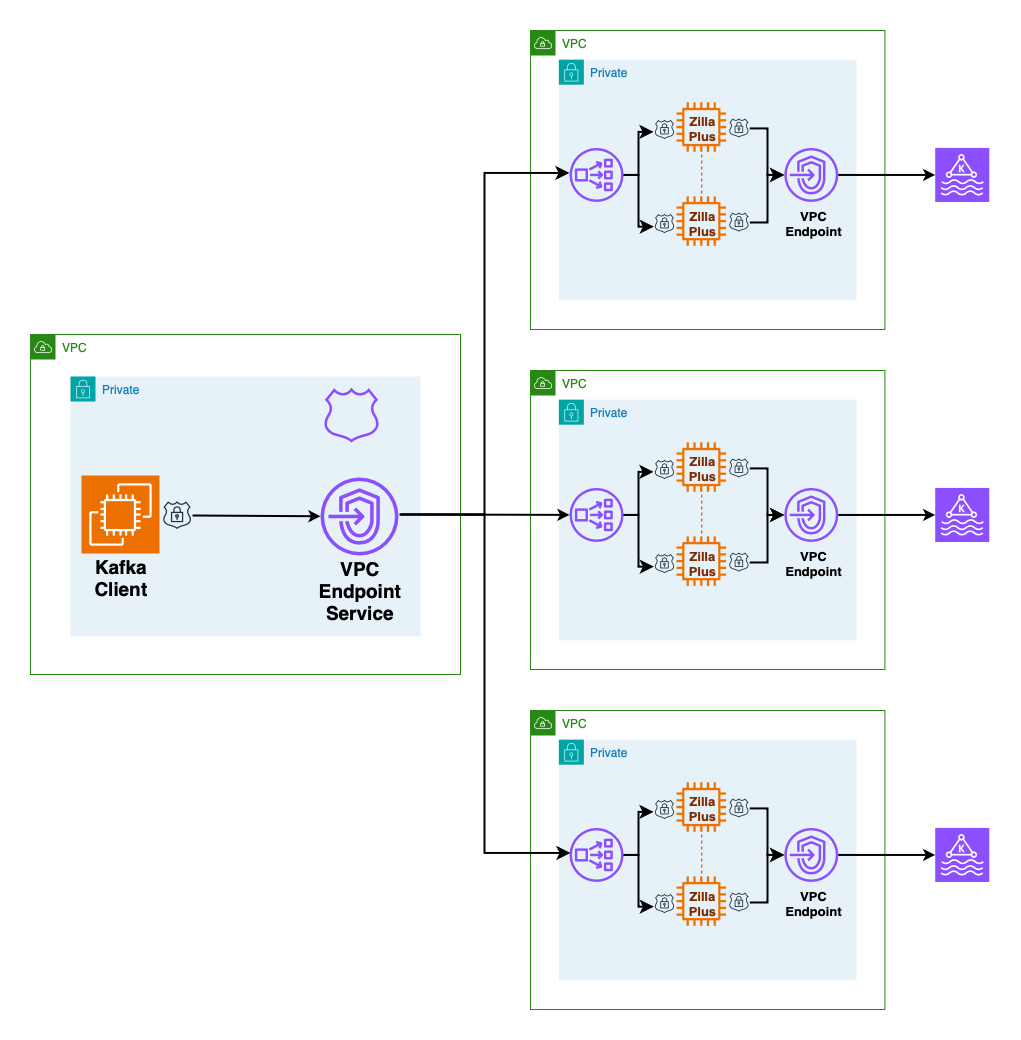 VPC
Private
Zilla
Plus
Zilla
Plus
VPC
Endpoint
K
VPC
Private
Kafka
Client
VPC
Endpoint
Service
VPC
Private
Zilla
Plus
Zilla
Plus
VPC
Endpoint
K
VPC
Private
Zilla
Plus
Zilla
Plus
VPC
Endpoint
K